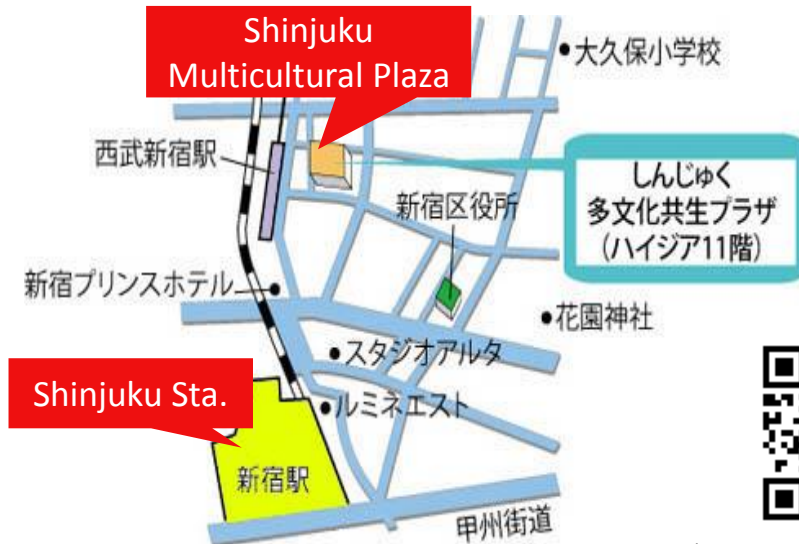 Shinjuku
Multicultural Plaza
大久保小学校
西武新宿駅
しんじゅく
多文化共生プラザ
(ハイジア11階)
新宿区役所
新宿プリンスホテル
花園神社
スタジオアルタ
Shinjuku Sta.
ルミネエスト
新宿駅
甲州街道